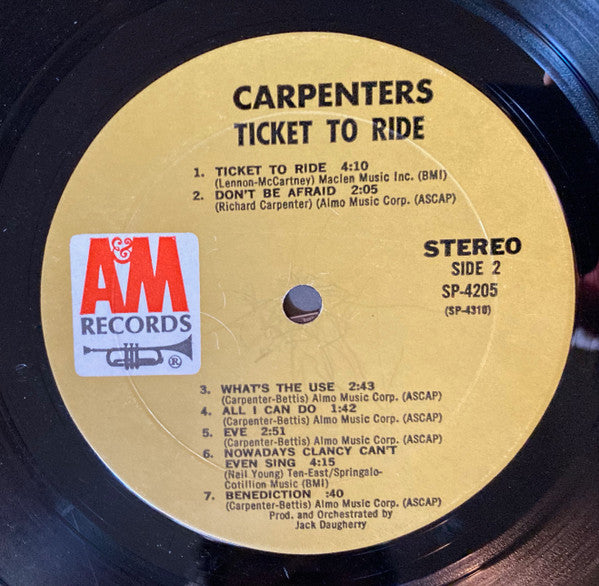 CARPENTERS
TICKET TO RIDE
1. TICKET TO RIDE 4:10
(Lennon-McCartney) Maclen Music Inc. (BMI)
2. DON'T BE AFRAID 2:05
(Richard Carpenter) (Almo Music Corp. (ASCAP)
A&M
RECORDS
®
STEREO
SIDE 2
SP-4205
(SP-4310)
3. WHAT'S THE USE 2:43
(Carpenter-Bettis) Almo Music Corp. (ASCAP)
4. ALL I CAN DO 1:42
(Carpenter-Bettis) Almo Music Corp. (ASCAP)
5. EVE 2:51
(Carpenter-Bettis) Almo Music Corp. (ASCAP)
6. NOWADAYS CLANCY CAN'T
EVEN SING 4:15
(Neil Young) Ten-East/Springalo-
Cotillion Music (BMI)
7. BENEDICTION :40
(Carpenter-Bettis) Almo Music Corp. (ASCAP)
Prod. and Orchestrated by
Jack Daugherty